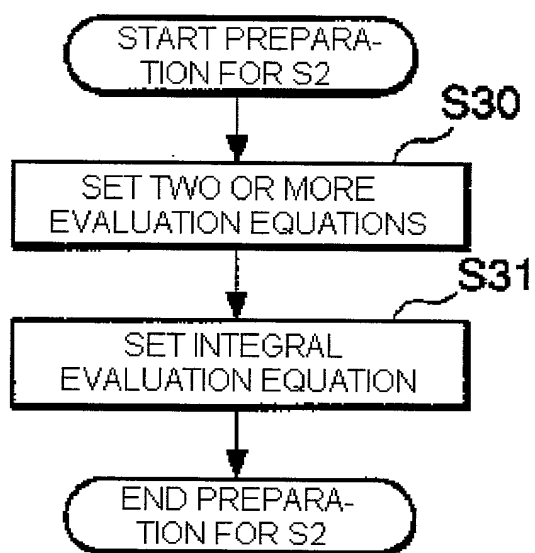 START PREPARA-
TION FOR S2
S30
SET TWO OR MORE
EVALUATION EQUATIONS
S31
SET INTEGRAL
EVALUATION EQUATION
END PREPARA-
TION FOR S2